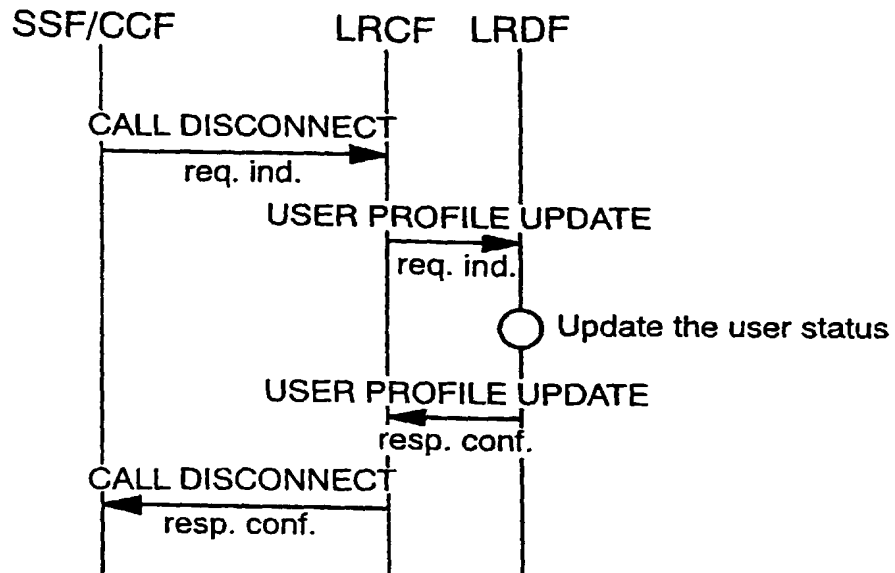 SSF/CCF LRCF LRDF
CALL DISCONNECT
req. ind.
USER PROFILE UPDATE
req. ind.
Update the user status
USER PROFILE UPDATE
resp. conf.
CALL DISCONNECT
resp. conf.